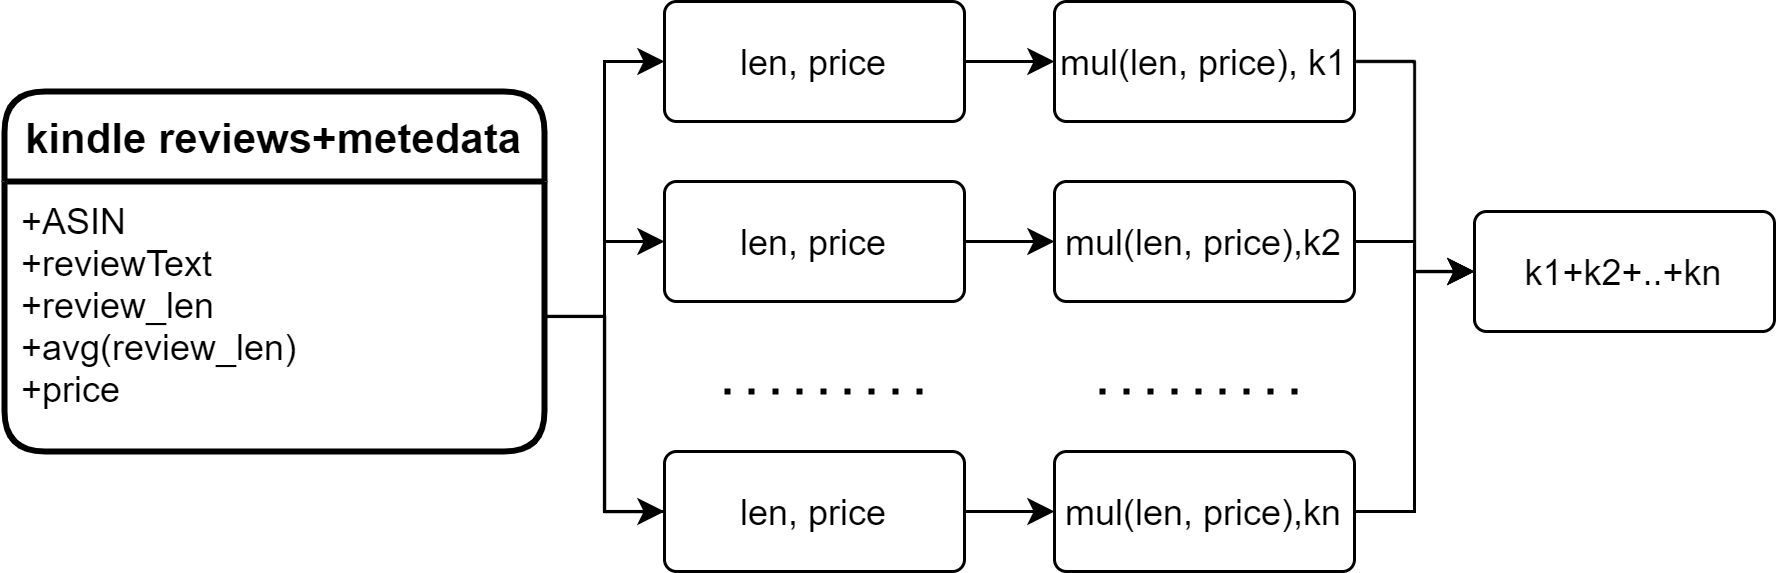 kindle reviews+metedata
+ASIN
+reviewText
+review_len
+avg(review_len)
+price
len, price
mul(len, price), k1
len, price
mul(len, price),k2
......... .........
len, price
mul(len, price),kn
k1+k2+..+kn